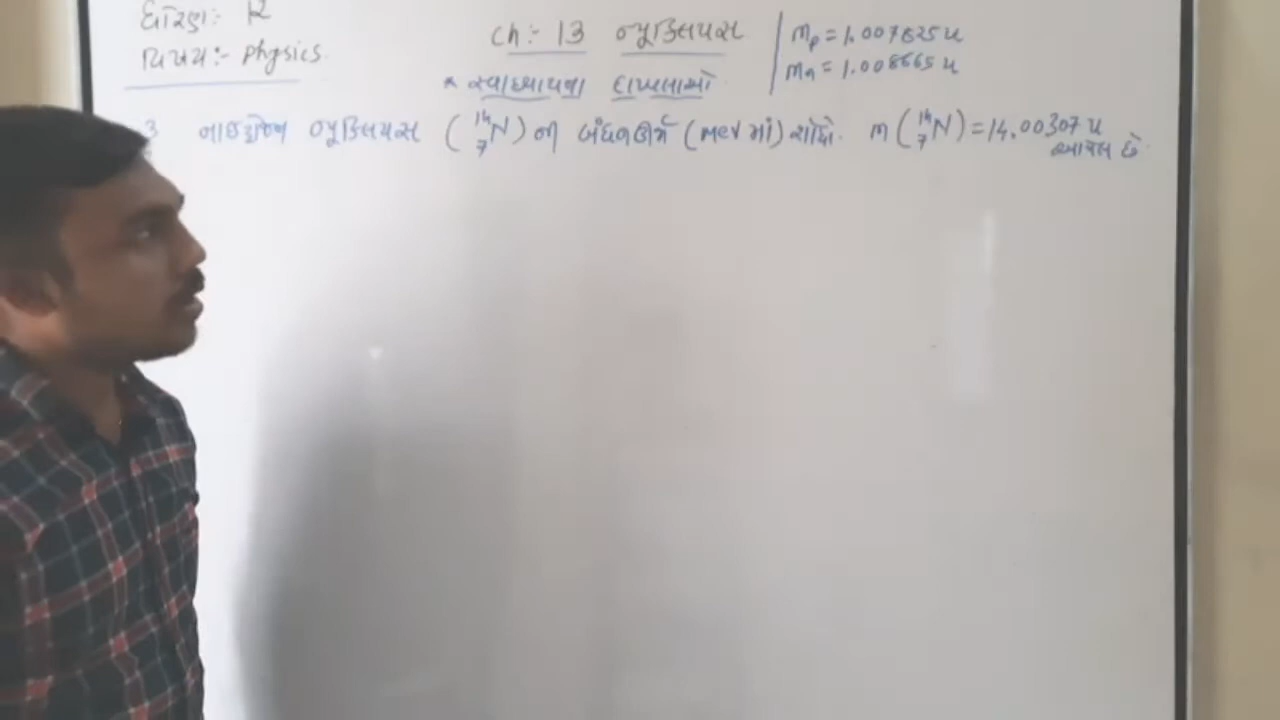 ધોરણ: 12
વિષય:- Physics.
Ch:- 13 ન્યુક્લિયસ
* સ્વાધ્યાયના દાખલાઓ.
mp = 1.007825 u
mn = 1.008665 u
3 નાઇટ્રોજન ન્યુક્લિયસ (¹⁴₇N) ની બંધનઊર્જા (MeV માં) શોધો. m (¹⁴₇N) = 14.00307 u
આપેલ છે.